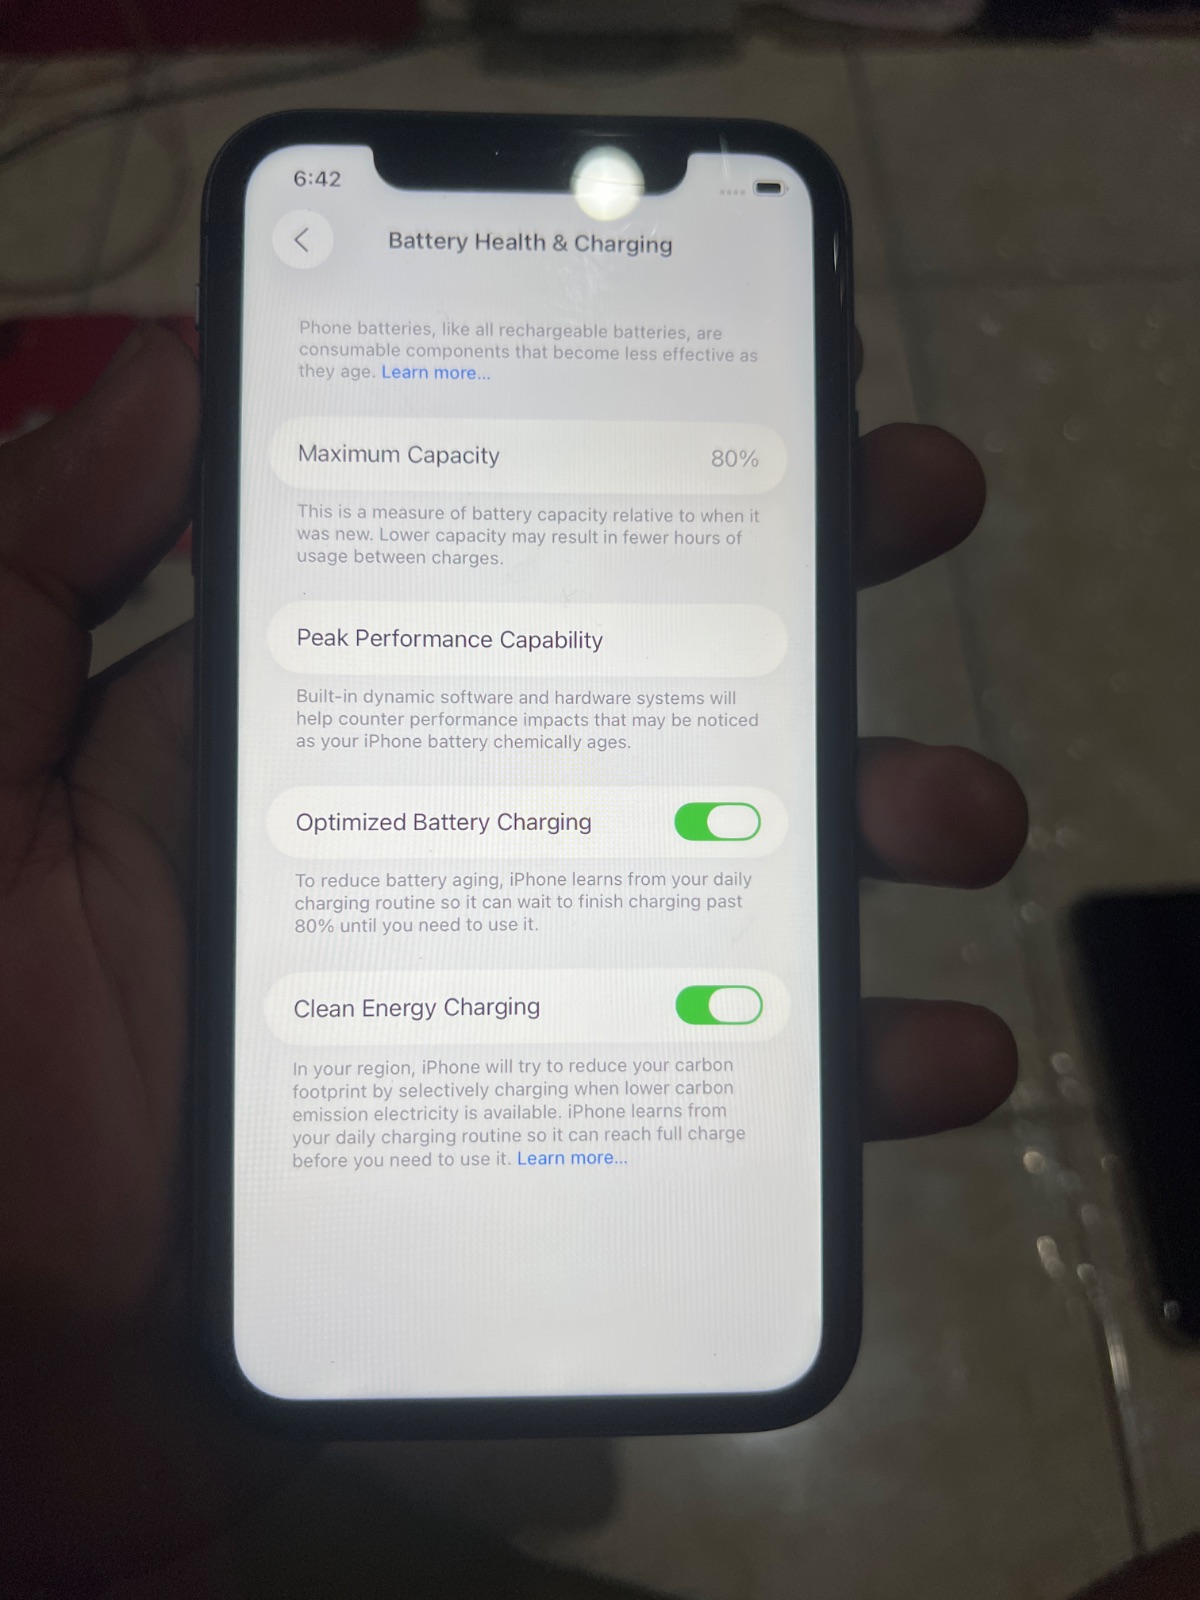 6:42
Battery Health & Charging
Phone batteries, like all rechargeable batteries, are
consumable components that become less effective as
they age. Learn more...
Maximum Capacity 80%
This is a measure of battery capacity relative to when it
was new. Lower capacity may result in fewer hours of
usage between charges.
Peak Performance Capability
Built-in dynamic software and hardware systems will
help counter performance impacts that may be noticed
as your iPhone battery chemically ages.
Optimized Battery Charging
To reduce battery aging, iPhone learns from your daily
charging routine so it can wait to finish charging past
80% until you need to use it.
Clean Energy Charging
In your region, iPhone will try to reduce your carbon
footprint by selectively charging when lower carbon
emission electricity is available. iPhone learns from
your daily charging routine so it can reach full charge
before you need to use it. Learn more...